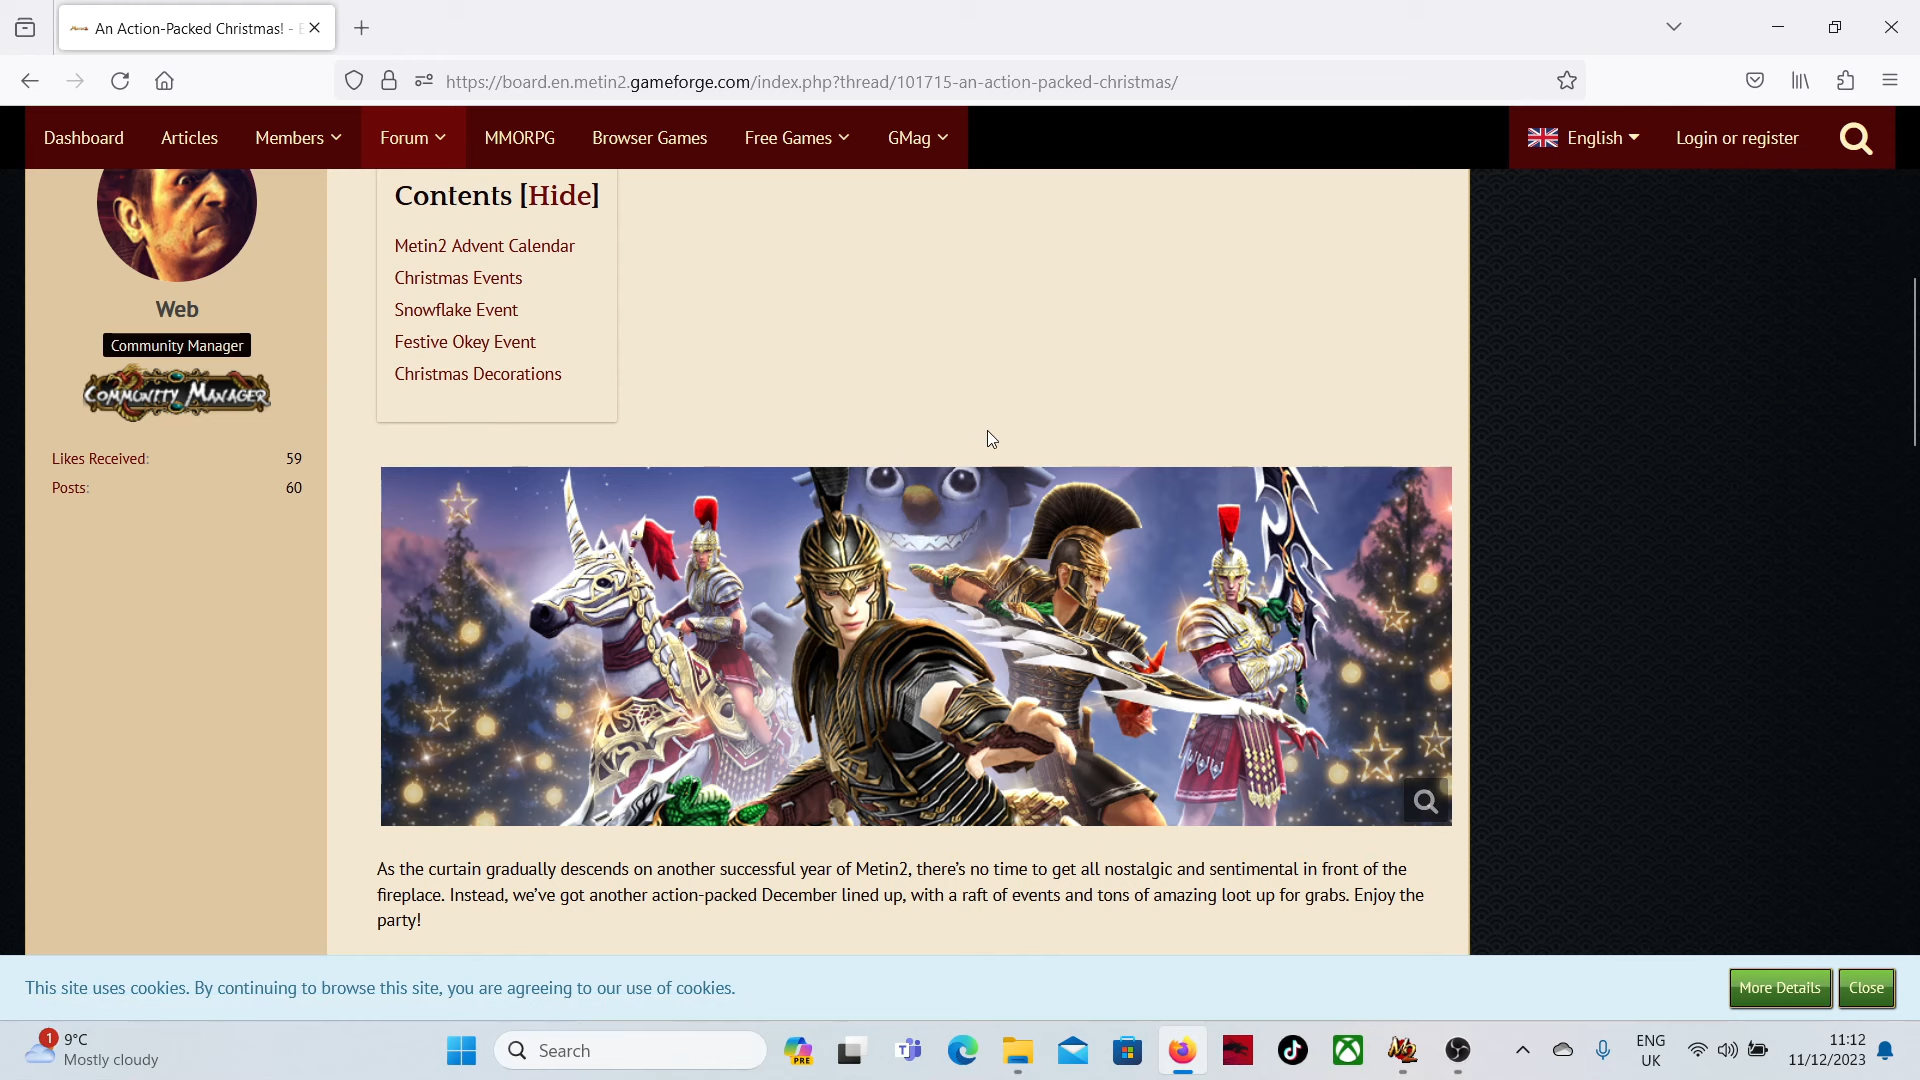 An Action-Packed Christmas! - E
https://board.en.metin2.gameforge.com/index.php?thread/101715-an-action-packed-christmas/
Dashboard
Articles
Members
Forum
MMORPG
Browser Games
Free Games
GMag
English
Login or register
Contents [Hide]
Metin2 Advent Calendar
Christmas Events
Snowflake Event
Festive Okey Event
Christmas Decorations
Web
Community Manager
COMMUNITY MANAGER
Likes Received: 59
Posts: 60
As the curtain gradually descends on another successful year of Metin2, there’s no time to get all nostalgic and sentimental in front of the
fireplace. Instead, we’ve got another action-packed December lined up, with a raft of events and tons of amazing loot up for grabs. Enjoy the
party!
This site uses cookies. By continuing to browse this site, you are agreeing to our use of cookies.
More Details
Close
1
9°C
Mostly cloudy
Search
PRE
T
M2
ENG
UK
11:12
11/12/2023